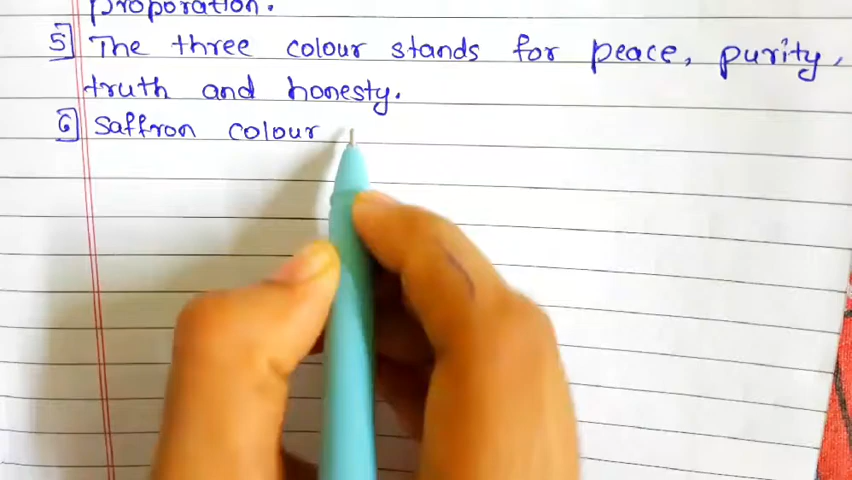 proporation.
5 The three colour stands for peace, purity,
truth and honesty.
6 Saffron colour